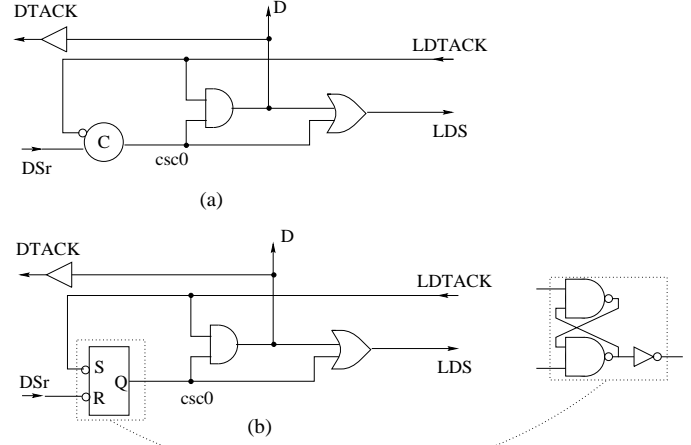 DTACK
D
LDTACK
C
LDS
DSr
csc0
(a)
DTACK
D
LDTACK
S
DSr
Q
R
LDS
csc0
(b)